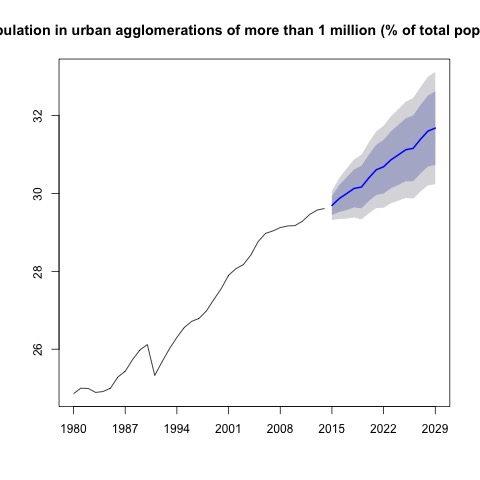 pulation in urban agglomerations of more than 1 million (% of total pop
32
30
28
26
1980 1987 1994 2001 2008 2015 2022 2029